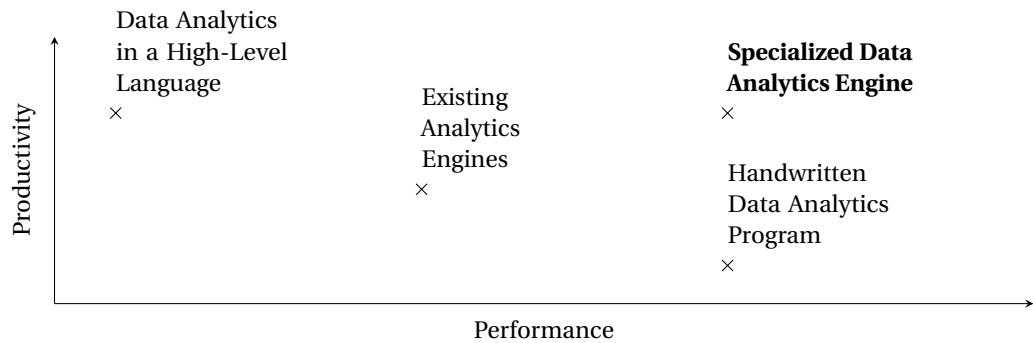 Data Analytics
in a High-Level
Language
Existing
Analytics
Engines
Specialized Data
Analytics Engine
Handwritten
Data Analytics
Program
Productivity
Performance